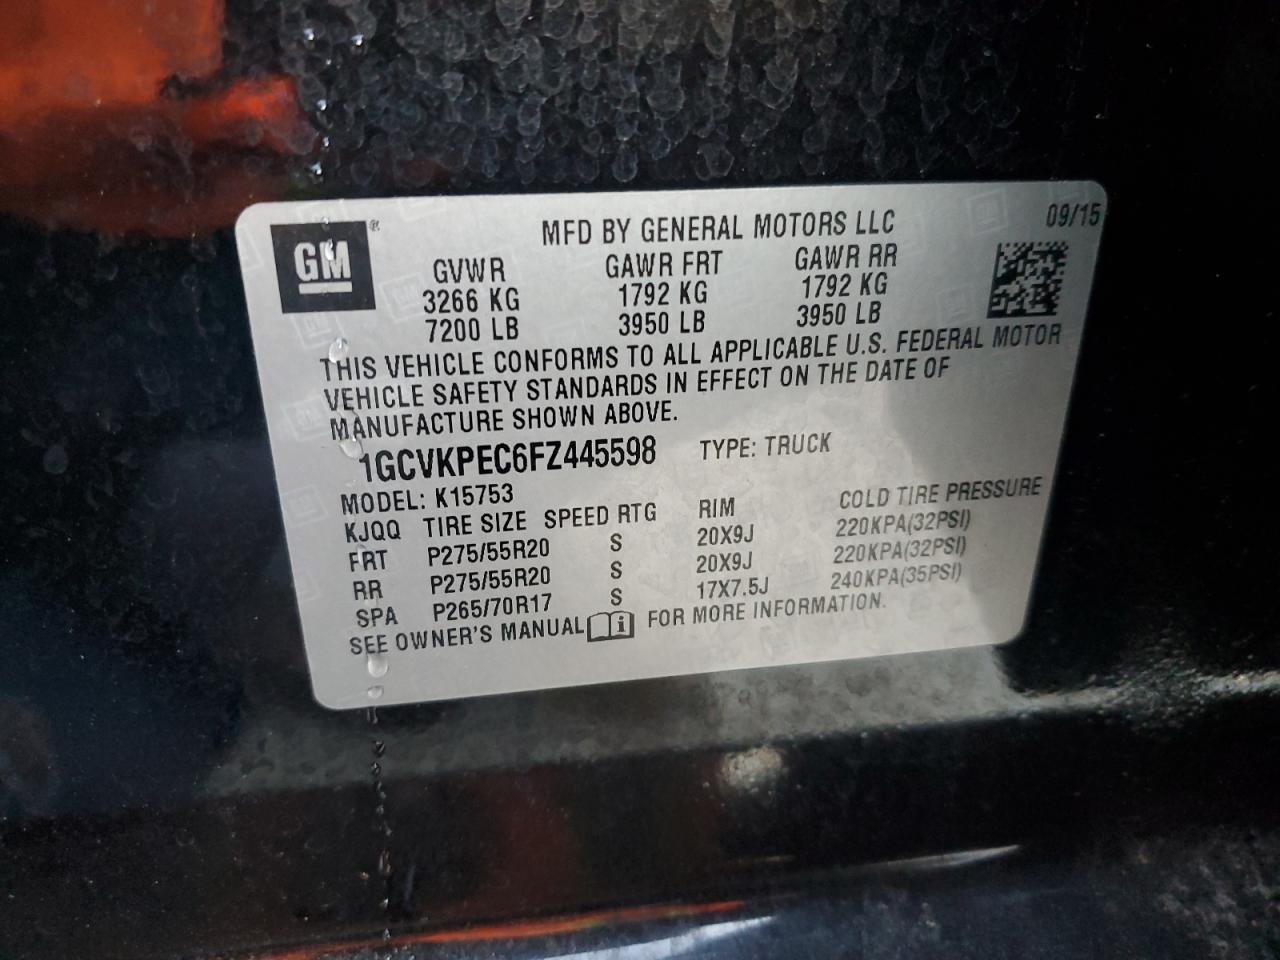 GM ®
MFD BY GENERAL MOTORS LLC 09/15
GVWR GAWR FRT GAWR RR
3266 KG 1792 KG 1792 KG
7200 LB 3950 LB 3950 LB
THIS VEHICLE CONFORMS TO ALL APPLICABLE U.S. FEDERAL MOTOR
VEHICLE SAFETY STANDARDS IN EFFECT ON THE DATE OF
MANUFACTURE SHOWN ABOVE.
1GCVKPEC6FZ445598 TYPE: TRUCK
MODEL: K15753
KJQQ TIRE SIZE SPEED RTG RIM COLD TIRE PRESSURE
FRT P275/55R20 S 20X9J 220KPA(32PSI)
RR P275/55R20 S 20X9J 220KPA(32PSI)
SPA P265/70R17 S 17X7.5J 240KPA(35PSI)
SEE OWNER'S MANUAL i FOR MORE INFORMATION.